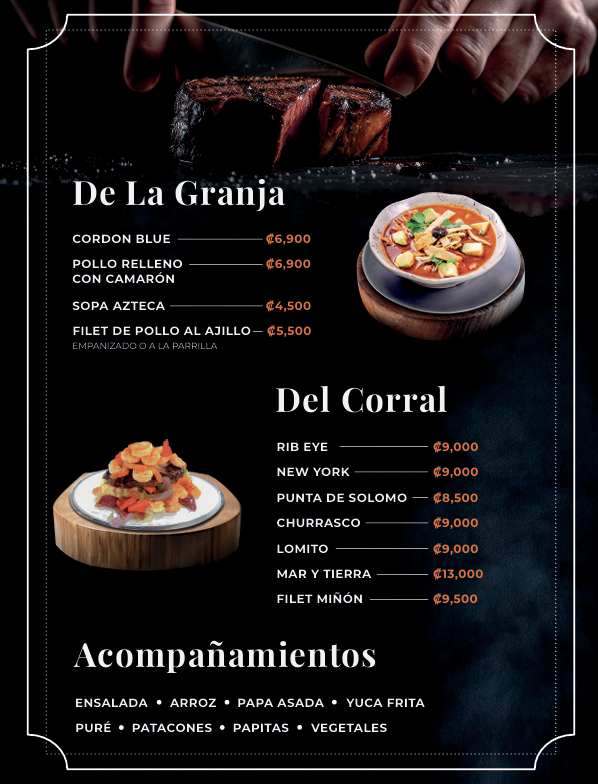 De La Granja
CORDON BLUE ₡6,900
POLLO RELLENO ₡6,900
CON CAMARÓN
SOPA AZTECA ₡4,500
FILET DE POLLO AL AJILLO ₡5,500
EMPANIZADO O A LA PARRILLA
Del Corral
RIB EYE ₡9,000
NEW YORK ₡9,000
PUNTA DE SOLOMO ₡8,500
CHURRASCO ₡9,000
LOMITO ₡9,000
MAR Y TIERRA ₡13,000
FILET MIÑÓN ₡9,500
Acompañamientos
ENSALADA • ARROZ • PAPA ASADA • YUCA FRITA
PURÉ • PATACONES • PAPITAS • VEGETALES